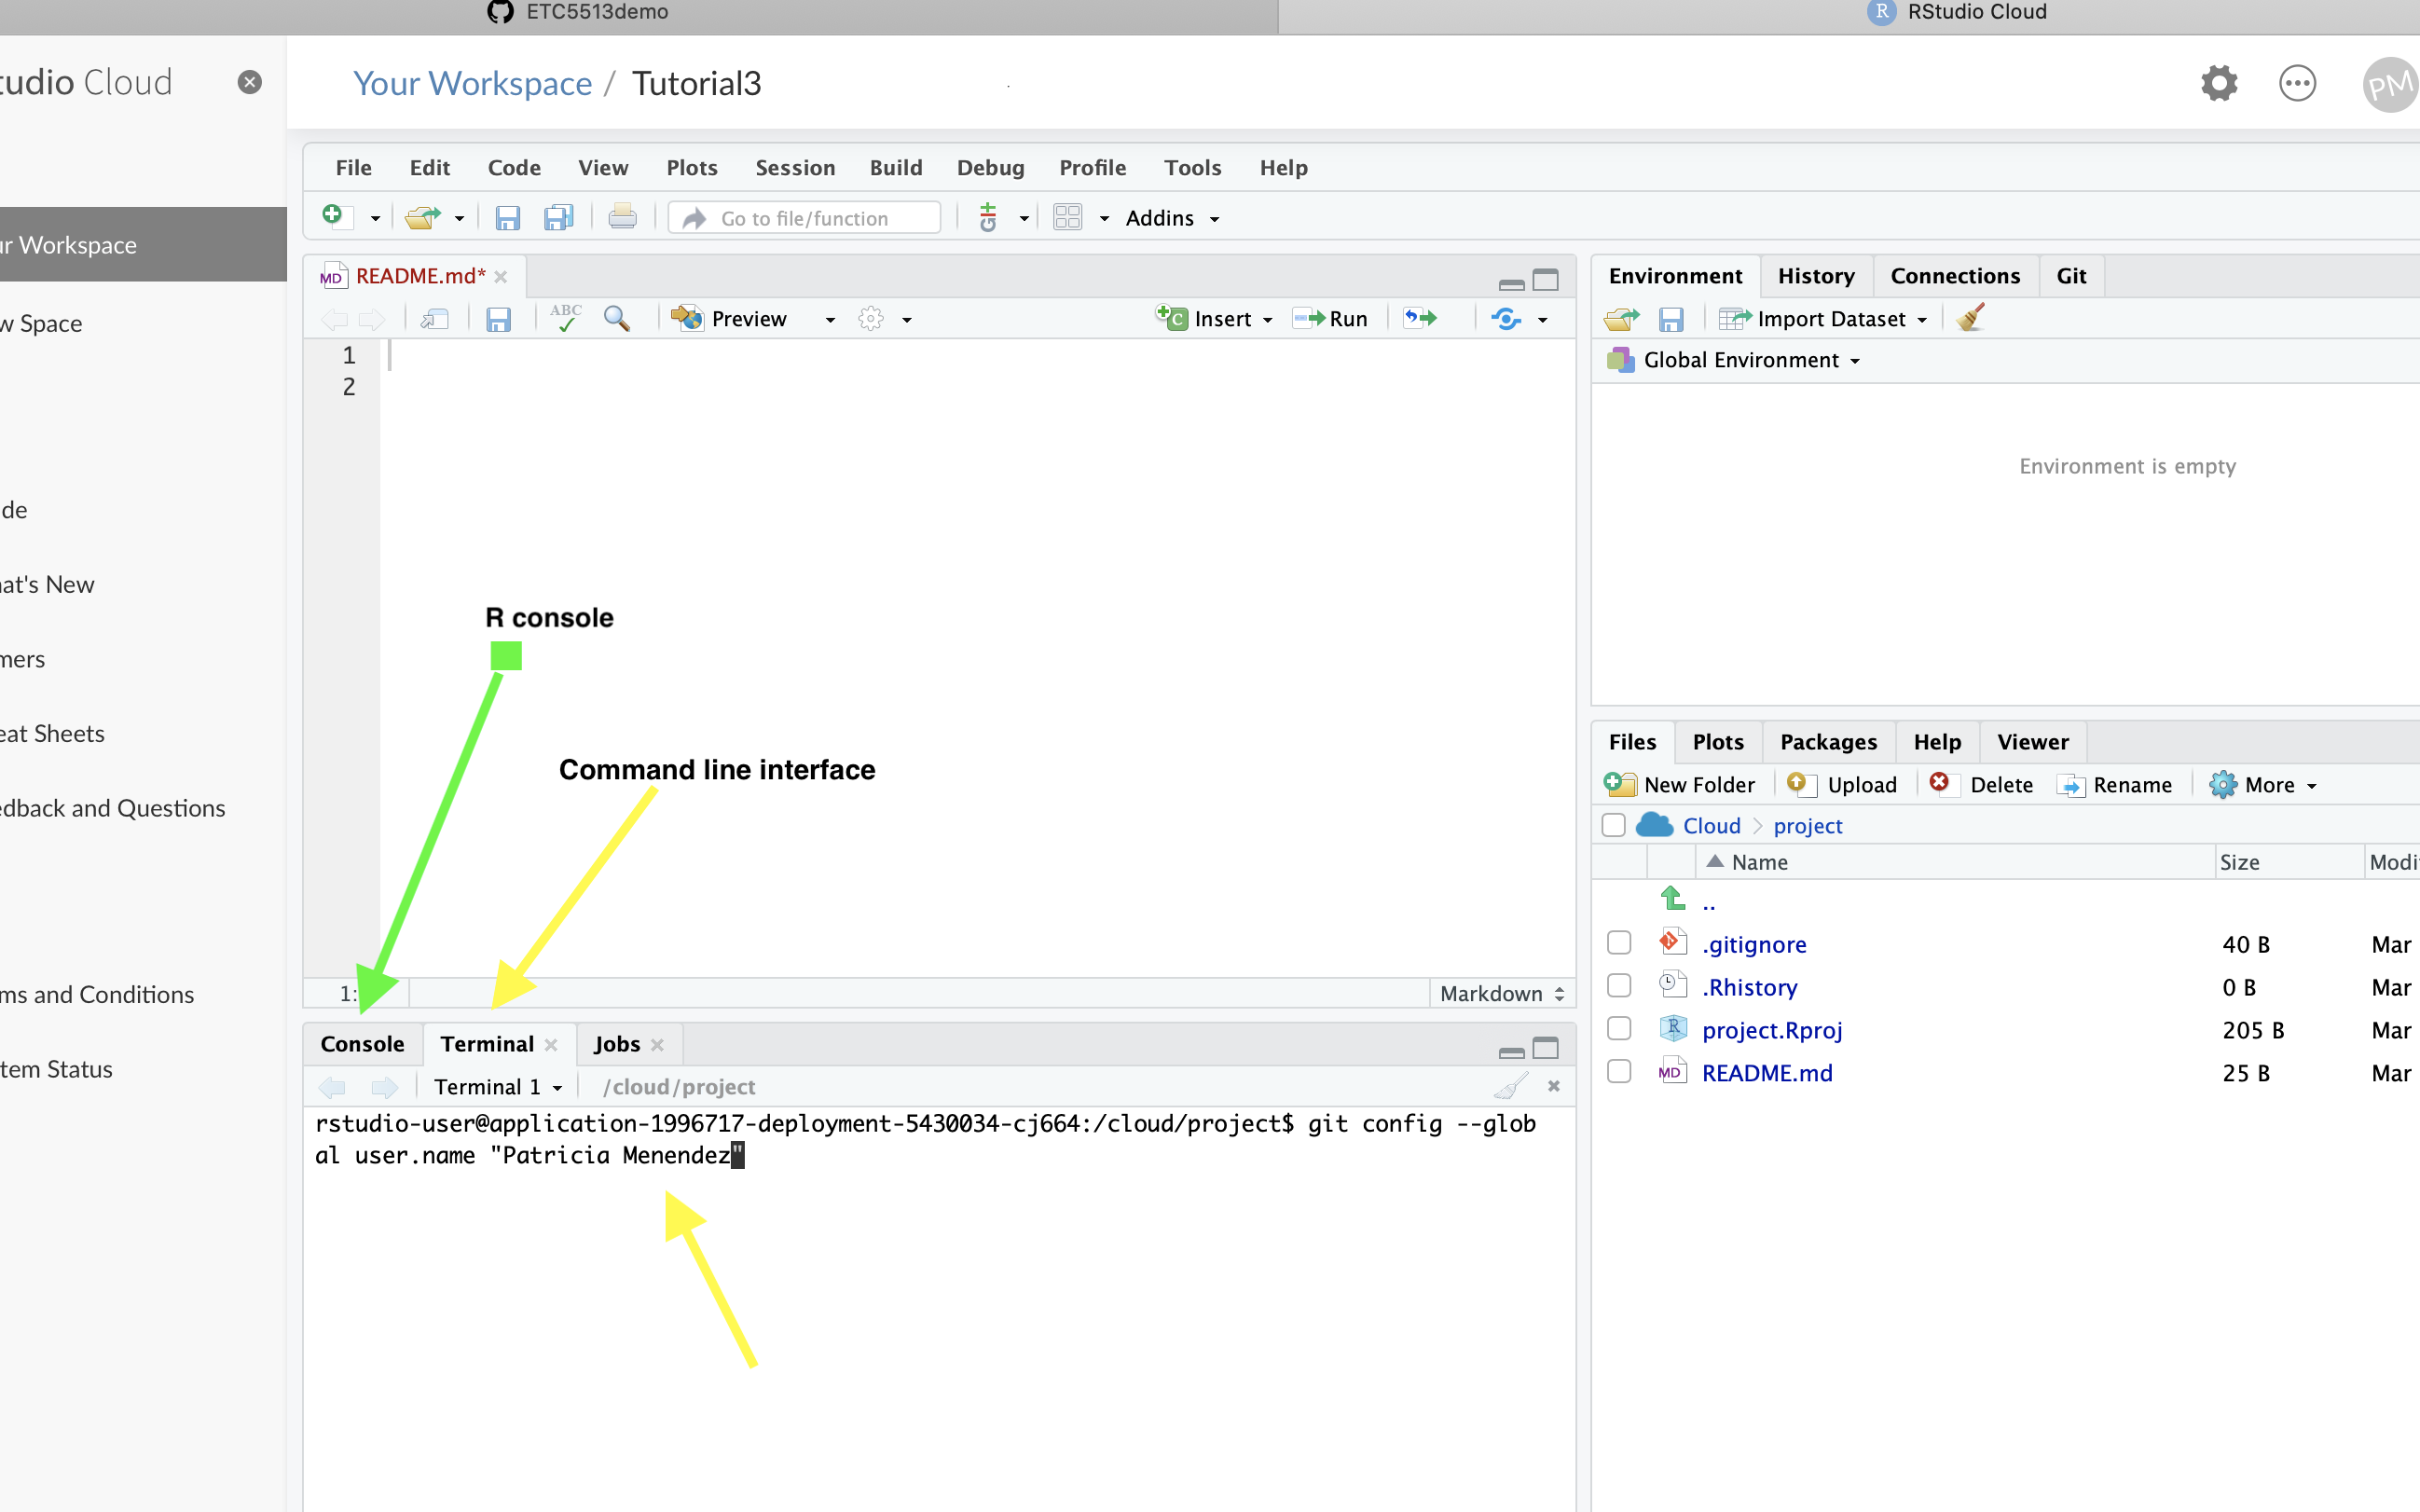 ETC5513demo
RStudio Cloud
tudio Cloud
Your Workspace / Tutorial3
PM
File Edit Code View Plots Session Build Debug Profile Tools Help
Go to file/function
Addins
ur Workspace
w Space
de
at's New
mers
eat Sheets
edback and Questions
ms and Conditions
tem Status
MD README.md*
ABC
Preview
Insert
Run
1
2
R console
Command line interface
1:
Markdown
Console Terminal Jobs
Terminal 1 /cloud/project
rstudio-user@application-1996717-deployment-5430034-cj664:/cloud/project$ git config --glob
al user.name "Patricia Menendez"
Environment History Connections Git
Import Dataset
Global Environment
Environment is empty
Files Plots Packages Help Viewer
New Folder Upload Delete Rename More
Cloud > project
Name Size Modi
..
.gitignore 40 B Mar
.Rhistory 0 B Mar
project.Rproj 205 B Mar
MD README.md 25 B Mar